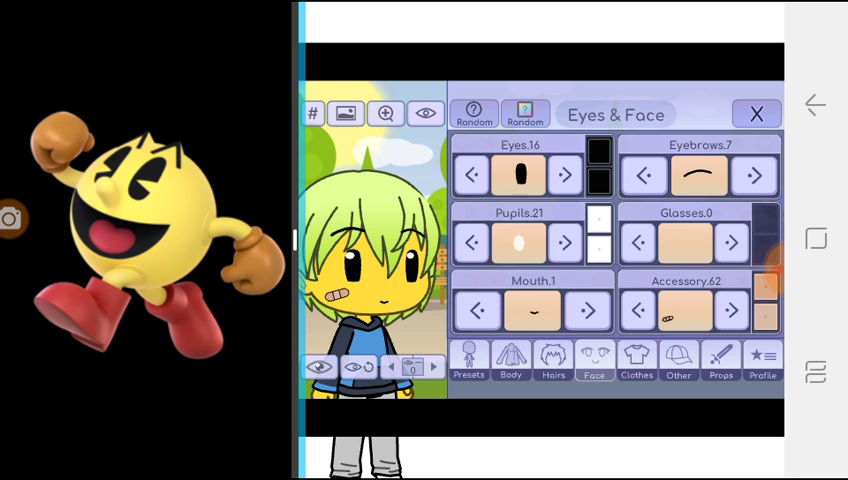 #
Random
Random
Eyes & Face
X
Eyes.16
Eyebrows.7
Pupils.21
Glasses.0
Mouth.1
Accessory.62
0
Presets
Body
Hairs
Face
Clothes
Other
Props
Profile